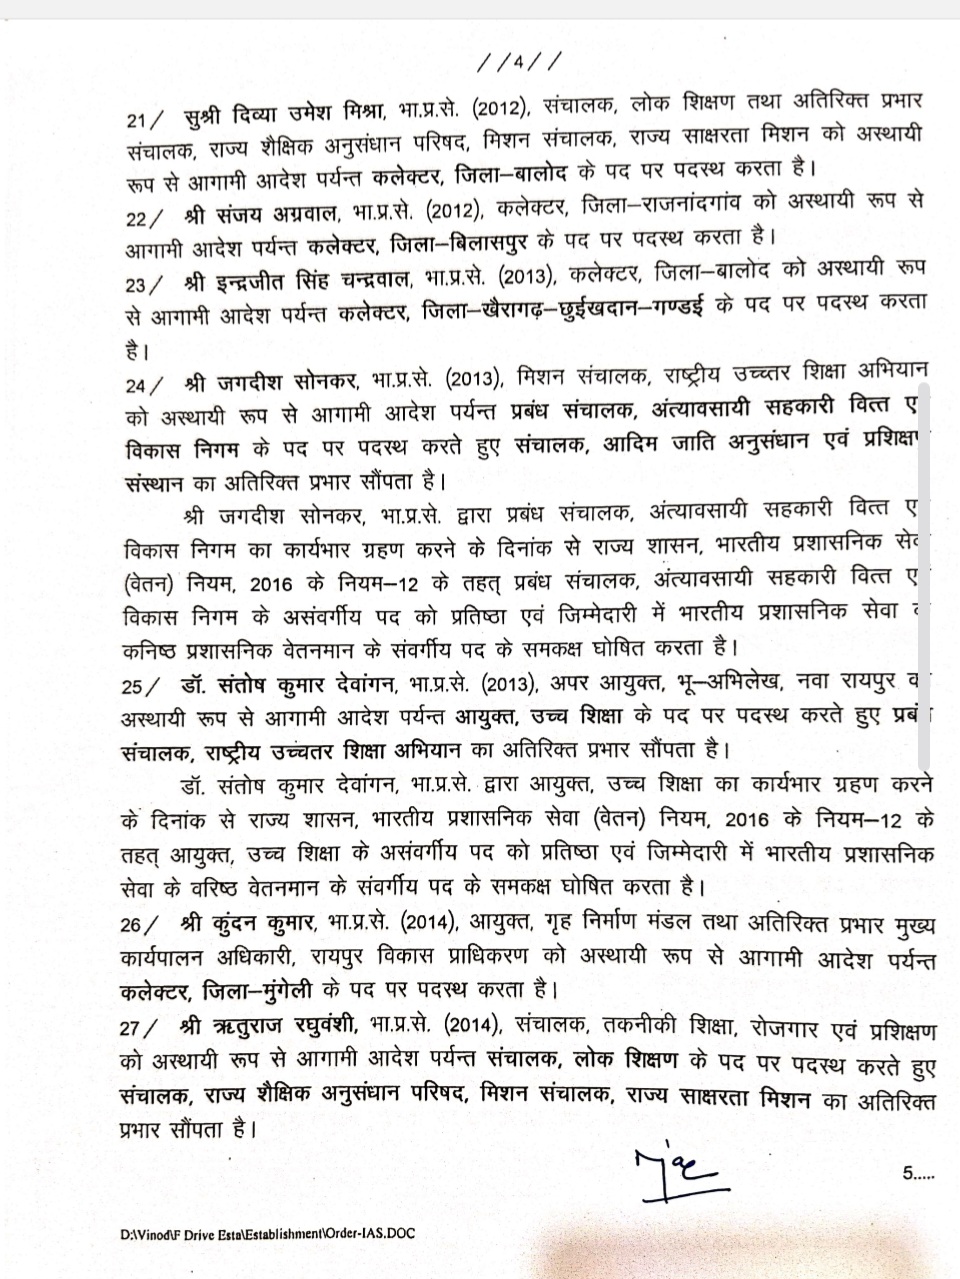 //4//
21/ सुश्री दिव्या उमेश मिश्रा, भा.प्र.से. (2012), संचालक, लोक शिक्षण तथा अतिरिक्त प्रभार
संचालक, राज्य शैक्षिक अनुसंधान परिषद, मिशन संचालक, राज्य साक्षरता मिशन को अस्थायी
रूप से आगामी आदेश पर्यन्त कलेक्टर, जिला–बालोद के पद पर पदस्थ करता है।
22/ श्री संजय अग्रवाल, भा.प्र.से. (2012), कलेक्टर, जिला–राजनांदगांव को अस्थायी रूप से
आगामी आदेश पर्यन्त कलेक्टर, जिला–बिलासपुर के पद पर पदस्थ करता है।
23/ श्री इन्द्रजीत सिंह चन्द्रवाल, भा.प्र.से. (2013), कलेक्टर, जिला–बालोद को अस्थायी रूप
से आगामी आदेश पर्यन्त कलेक्टर, जिला–खैरागढ़–छुईखदान–गण्डई के पद पर पदस्थ करता
है।
24/ श्री जगदीश सोनकर, भा.प्र.से. (2013), मिशन संचालक, राष्ट्रीय उच्च्तर शिक्षा अभियान
को अस्थायी रूप से आगामी आदेश पर्यन्त प्रबंध संचालक, अंत्यावसायी सहकारी वित्त ए
विकास निगम के पद पर पदस्थ करते हुए संचालक, आदिम जाति अनुसंधान एवं प्रशिक्ष
संस्थान का अतिरिक्त प्रभार सौंपता है।
श्री जगदीश सोनकर, भा.प्र.से. द्वारा प्रबंध संचालक, अंत्यावसायी सहकारी वित्त ए
विकास निगम का कार्यभार ग्रहण करने के दिनांक से राज्य शासन, भारतीय प्रशासनिक से
(वेतन) नियम, 2016 के नियम–12 के तहत् प्रबंध संचालक, अंत्यावसायी सहकारी वित्त ए
विकास निगम के असंवर्गीय पद को प्रतिष्ठा एवं जिम्मेदारी में भारतीय प्रशासनिक सेवा
कनिष्ठ प्रशासनिक वेतनमान के संवर्गीय पद के समकक्ष घोषित करता है।
25/ डॉ. संतोष कुमार देवांगन, भा.प्र.से. (2013), अपर आयुक्त, भू–अभिलेख, नवा रायपुर
अस्थायी रूप से आगामी आदेश पर्यन्त आयुक्त, उच्च शिक्षा के पद पर पदस्थ करते हुए प्रबं
संचालक, राष्ट्रीय उच्चतर शिक्षा अभियान का अतिरिक्त प्रभार सौंपता है।
डॉ. संतोष कुमार देवांगन, भा.प्र.से. द्वारा आयुक्त, उच्च शिक्षा का कार्यभार ग्रहण करने
के दिनांक से राज्य शासन, भारतीय प्रशासनिक सेवा (वेतन) नियम, 2016 के नियम–12 के
तहत् आयुक्त, उच्च शिक्षा के असंवर्गीय पद को प्रतिष्ठा एवं जिम्मेदारी में भारतीय प्रशासनिक
सेवा के वरिष्ठ वेतनमान के संवर्गीय पद के समकक्ष घोषित करता है।
26/ श्री कुंदन कुमार, भा.प्र.से. (2014), आयुक्त, गृह निर्माण मंडल तथा अतिरिक्त प्रभार मुख्य
कार्यपालन अधिकारी, रायपुर विकास प्राधिकरण को अस्थायी रूप से आगामी आदेश पर्यन्त
कलेक्टर, जिला–मुंगेली के पद पर पदस्थ करता है।
27/ श्री ऋतुराज रघुवंशी, भा.प्र.से. (2014), संचालक, तकनीकी शिक्षा, रोजगार एवं प्रशिक्षण
को अस्थायी रूप से आगामी आदेश पर्यन्त संचालक, लोक शिक्षण के पद पर पदस्थ करते हुए
संचालक, राज्य शैक्षिक अनुसंधान परिषद, मिशन संचालक, राज्य साक्षरता मिशन का अतिरिक्त
प्रभार सौंपता है।
5.....
D:\Vinod\F Drive Esta\Establishment\Order-IAS.DOC